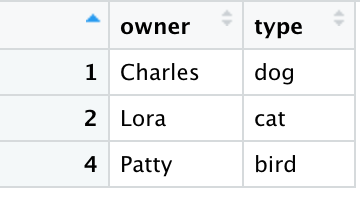 owner type
1 Charles dog
2 Lora cat
4 Patty bird